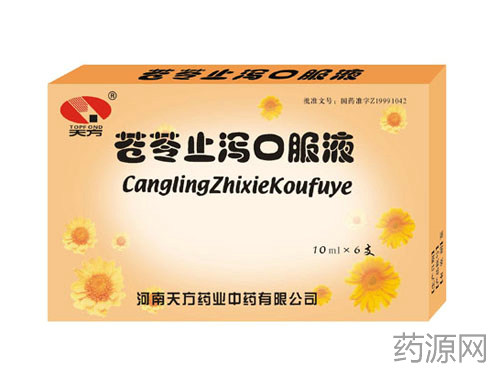 苍苓止泻口服液
®
TOPFOND
天方
批准文号：国药准字Z19991042
苍苓止泻口服液
CanglingZhixieKoufuye
10ml×6支
河南天方药业中药有限公司
药源网